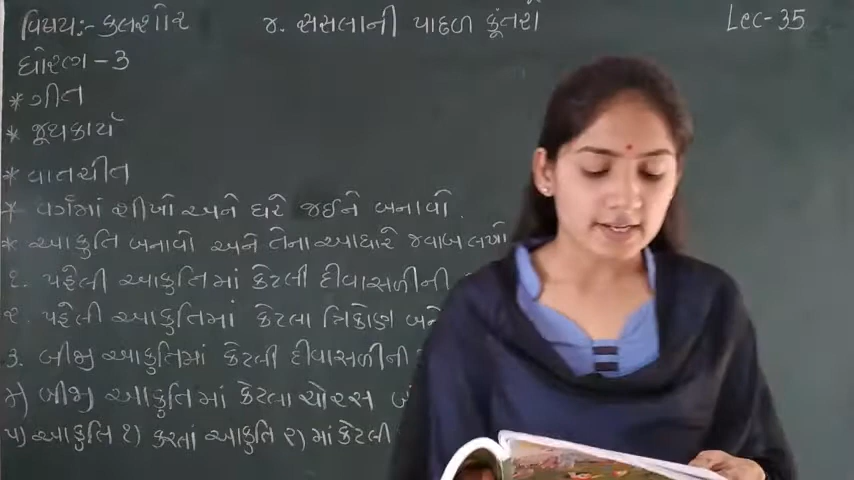 વિષય:- કલશોર ૪. સસલાની પાછળ કૂતરો Lec-35
ધોરણ - 3
* ગીત
* જૂથકાર્ય
* વાતચીત
* વર્ગમાં શીખો અને ઘરે જઈને બનાવો.
* આકૃતિ બનાવો અને તેના આધારે જવાબ લખો
૧. પહેલી આકૃતિમાં કેટલી દીવાસળીની
૨. પહેલી આકૃતિમાં કેટલા ત્રિકોણ બને
૩. બીજી આકૃતિમાં કેટલી દીવાસળીની
૪) બીજી આકૃતિમાં કેટલા ચોરસ
૫) આકૃતિ ૧) કરતાં આકૃતિ ૨) માં કેટલી